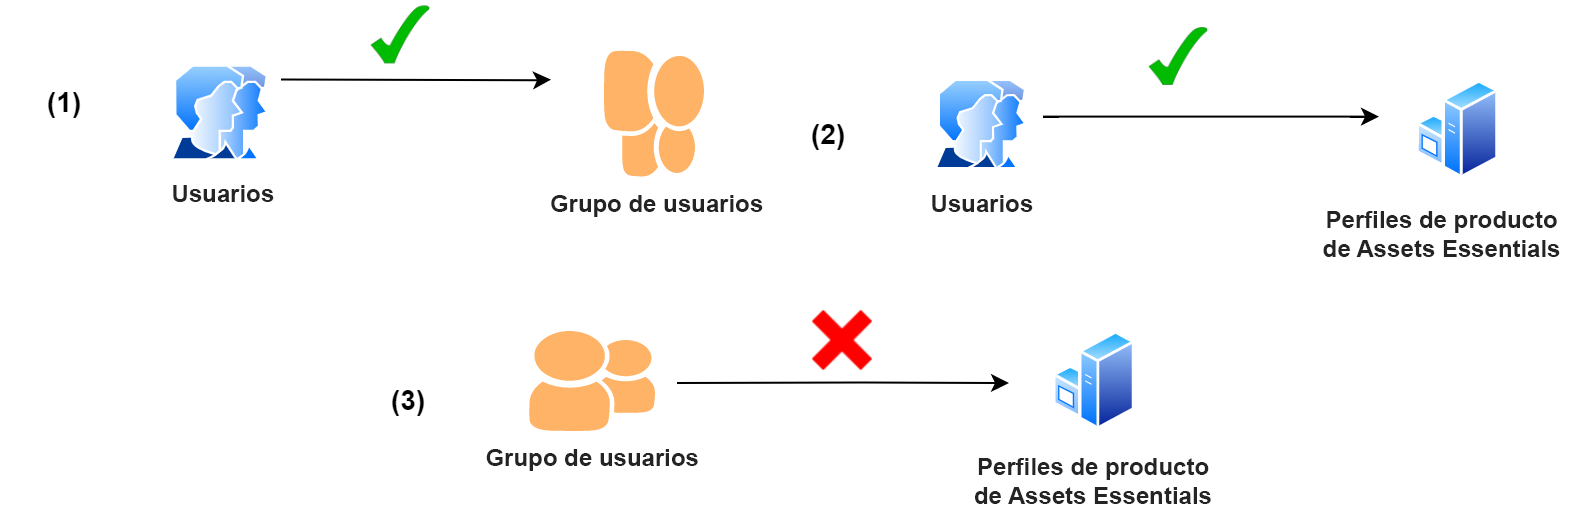 (1)
Usuarios
Grupo de usuarios
(2)
Usuarios
Perfiles de producto
de Assets Essentials
(3)
Grupo de usuarios
Perfiles de producto
de Assets Essentials